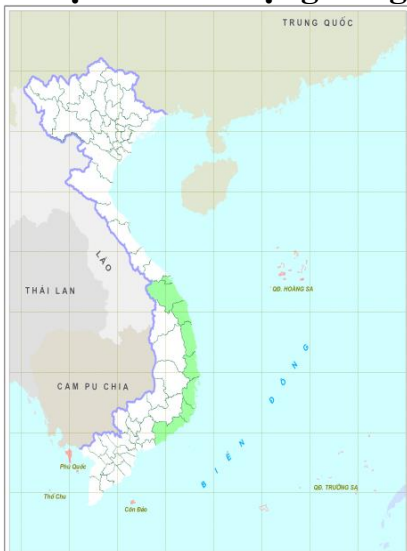 TRUNG QUỐC
LÀO
QĐ. HOÀNG SA
THÁI LAN
CAM PU CHIA
BIỂN ĐÔNG
Phú Quốc
QĐ. TRƯỜNG SA
Thổ Chu
Côn Đảo